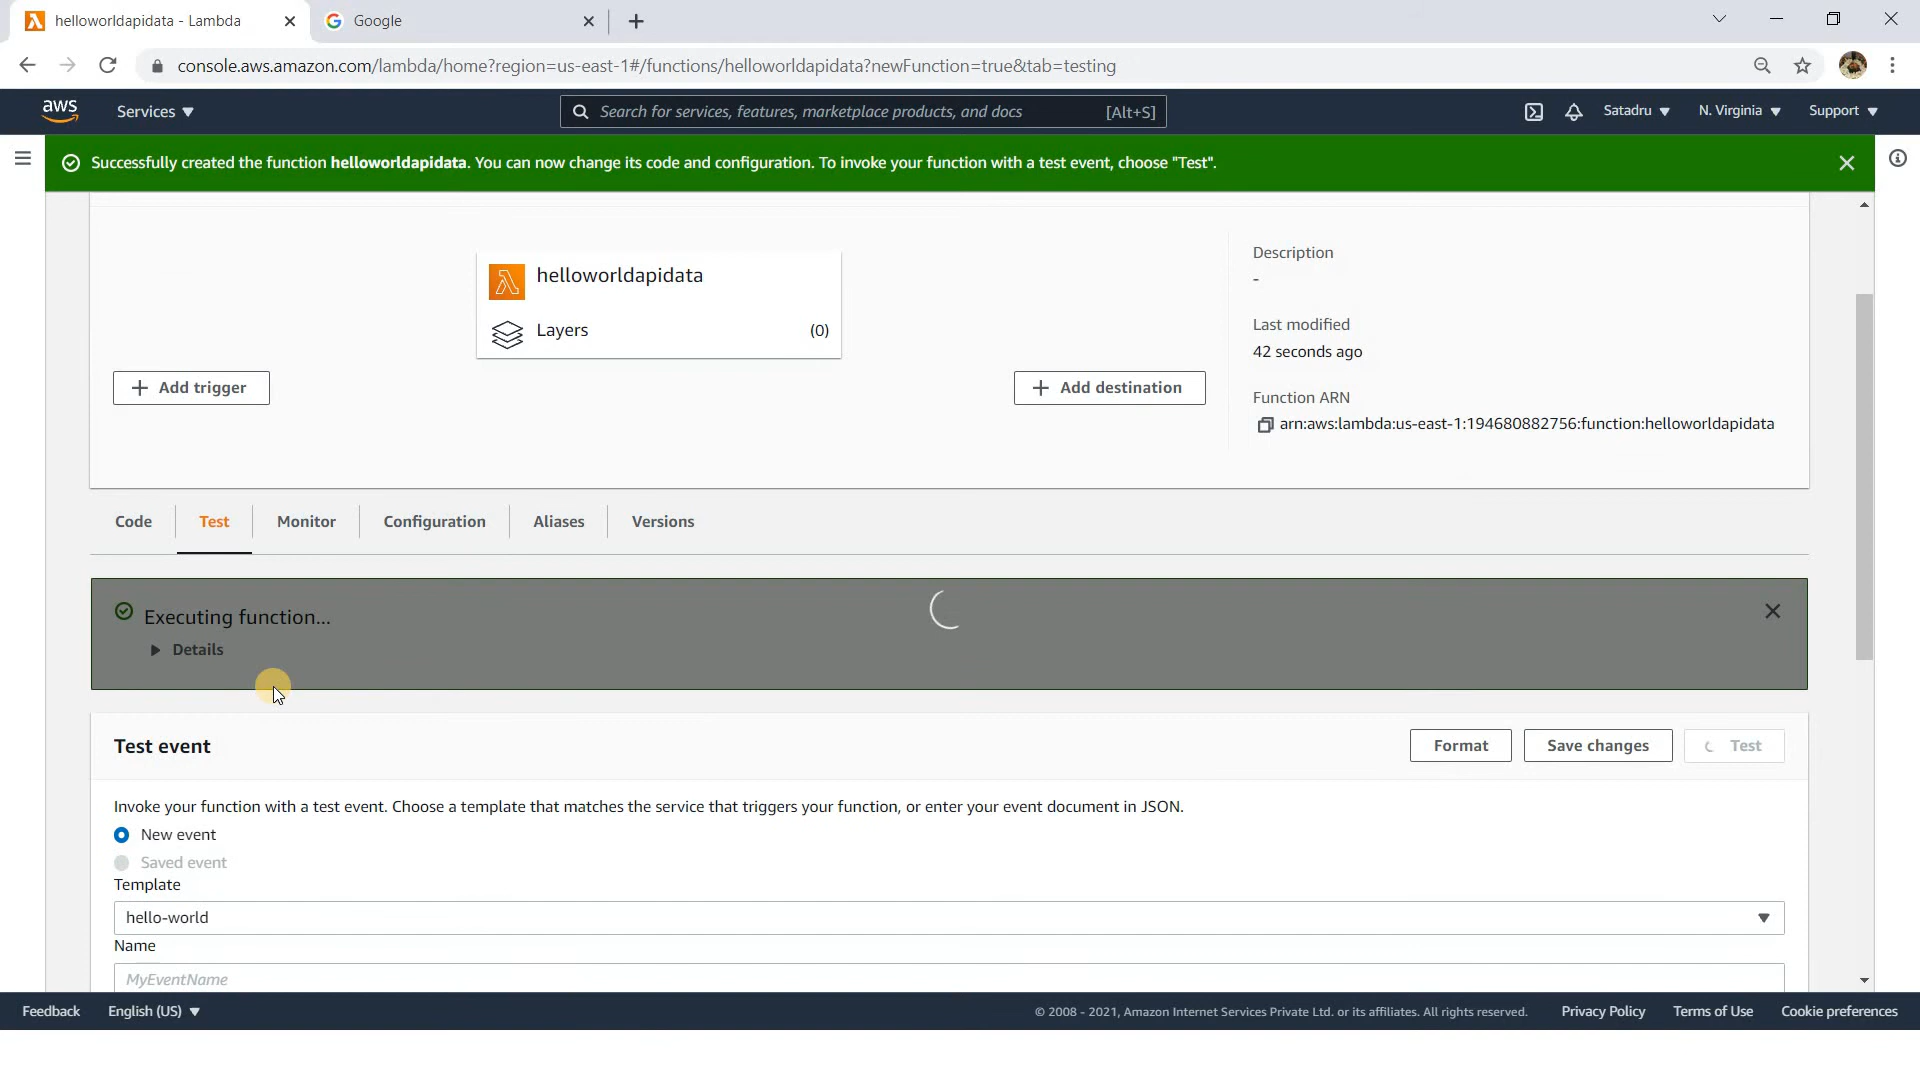 helloworldapidata - Lambda
Google
console.aws.amazon.com/lambda/home?region=us-east-1#/functions/helloworldapidata?newFunction=true&tab=testing
aws
Services
Search for services, features, marketplace products, and docs [Alt+S]
Satadru
N. Virginia
Support
Successfully created the function helloworldapidata. You can now change its code and configuration. To invoke your function with a test event, choose "Test".
helloworldapidata
Layers (0)
Add trigger
Add destination
Description
-
Last modified
42 seconds ago
Function ARN
arn:aws:lambda:us-east-1:194680882756:function:helloworldapidata
Code
Test
Monitor
Configuration
Aliases
Versions
Executing function...
Details
Test event
Format
Save changes
Test
Invoke your function with a test event. Choose a template that matches the service that triggers your function, or enter your event document in JSON.
New event
Saved event
Template
hello-world
Name
MyEventName
Feedback
English (US)
© 2008 - 2021, Amazon Internet Services Private Ltd. or its affiliates. All rights reserved.
Privacy Policy
Terms of Use
Cookie preferences